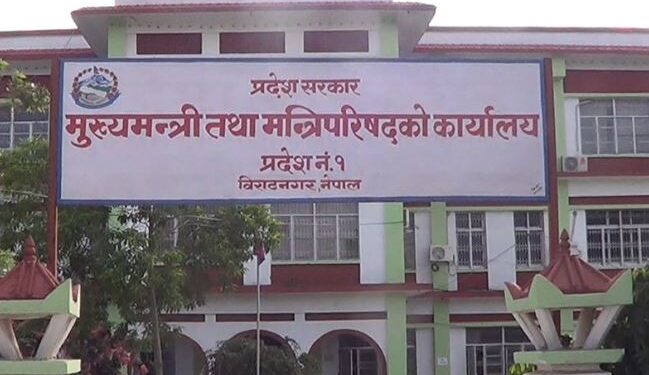 प्रदेश सरकार
मुख्यमन्त्री तथा मन्त्रिपरिषद्को कार्यालय
प्रदेश नं. १
विराटनगर, नेपाल